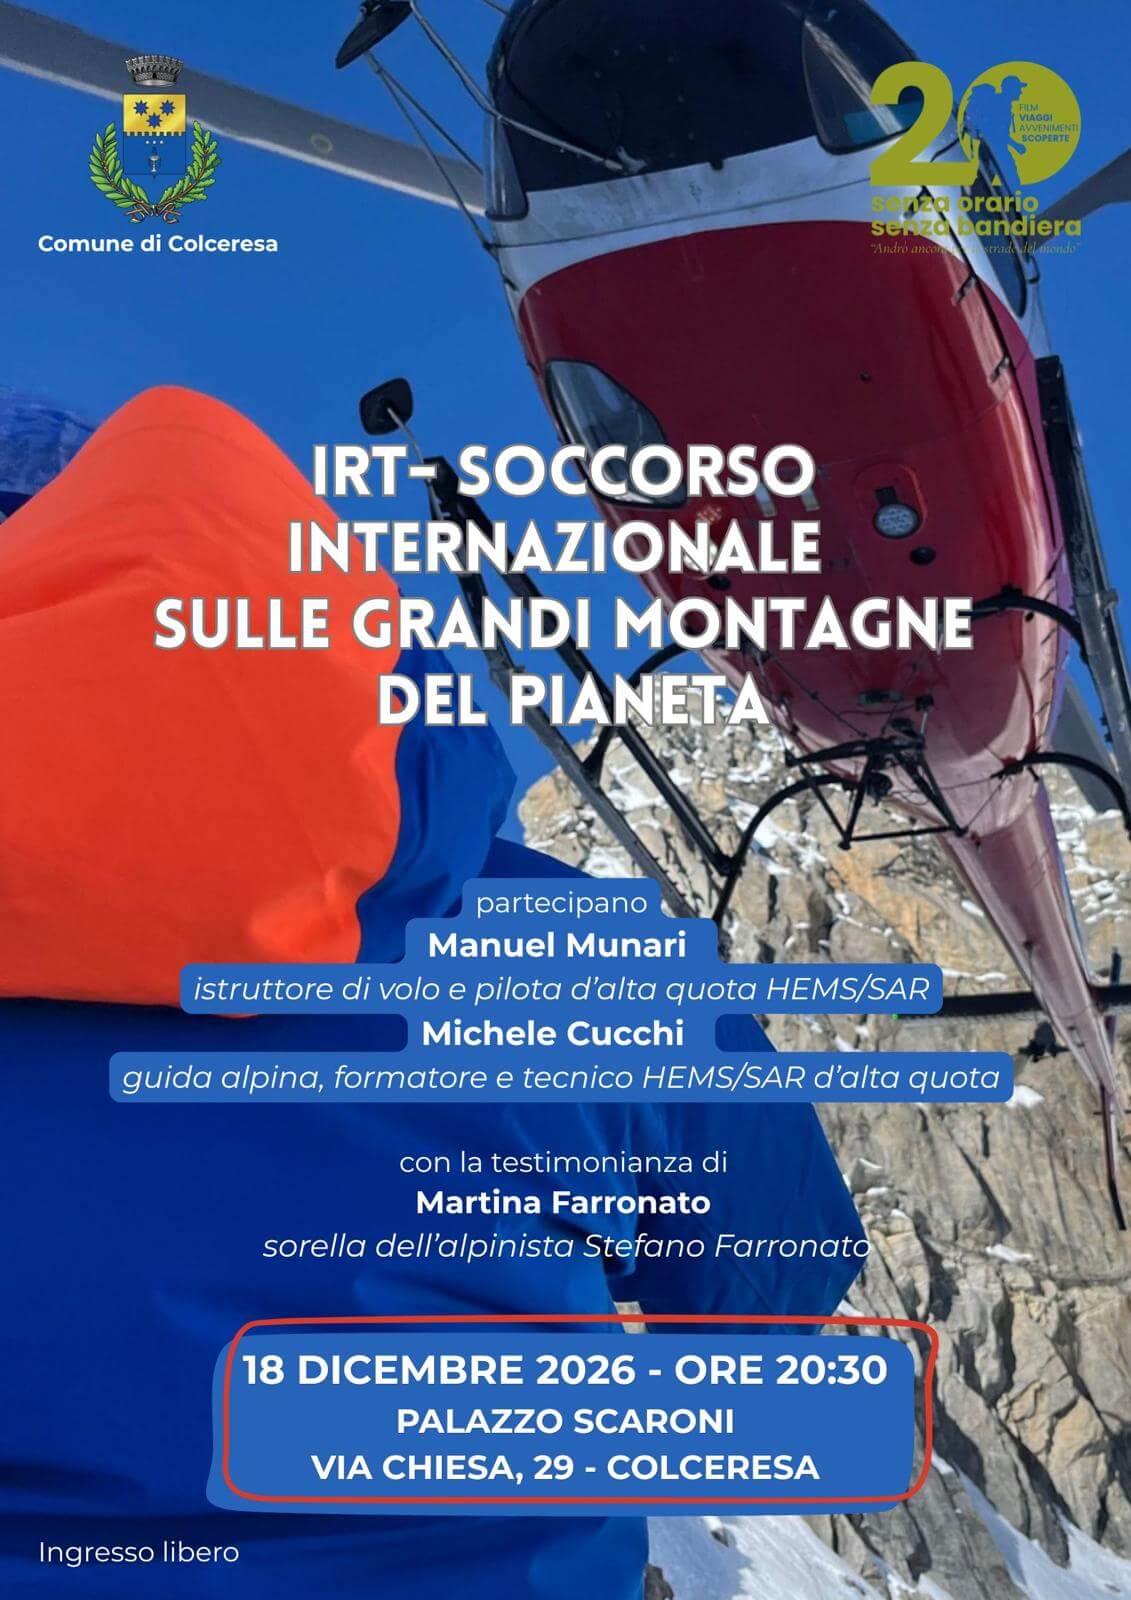 Comune di Colceresa
20
FILM
VIAGGI
AVVENIMENTI
SCOPERTE
senza orario
senza bandiera
"Andrò ancora per le strade del mondo"
IRT- SOCCORSO
INTERNAZIONALE
SULLE GRANDI MONTAGNE
DEL PIANETA
partecipano
Manuel Munari
istruttore di volo e pilota d'alta quota HEMS/SAR
Michele Cucchi
guida alpina, formatore e tecnico HEMS/SAR d'alta quota
con la testimonianza di
Martina Farronato
sorella dell'alpinista Stefano Farronato
18 DICEMBRE 2026 - ORE 20:30
PALAZZO SCARONI
VIA CHIESA, 29 - COLCERESA
Ingresso libero